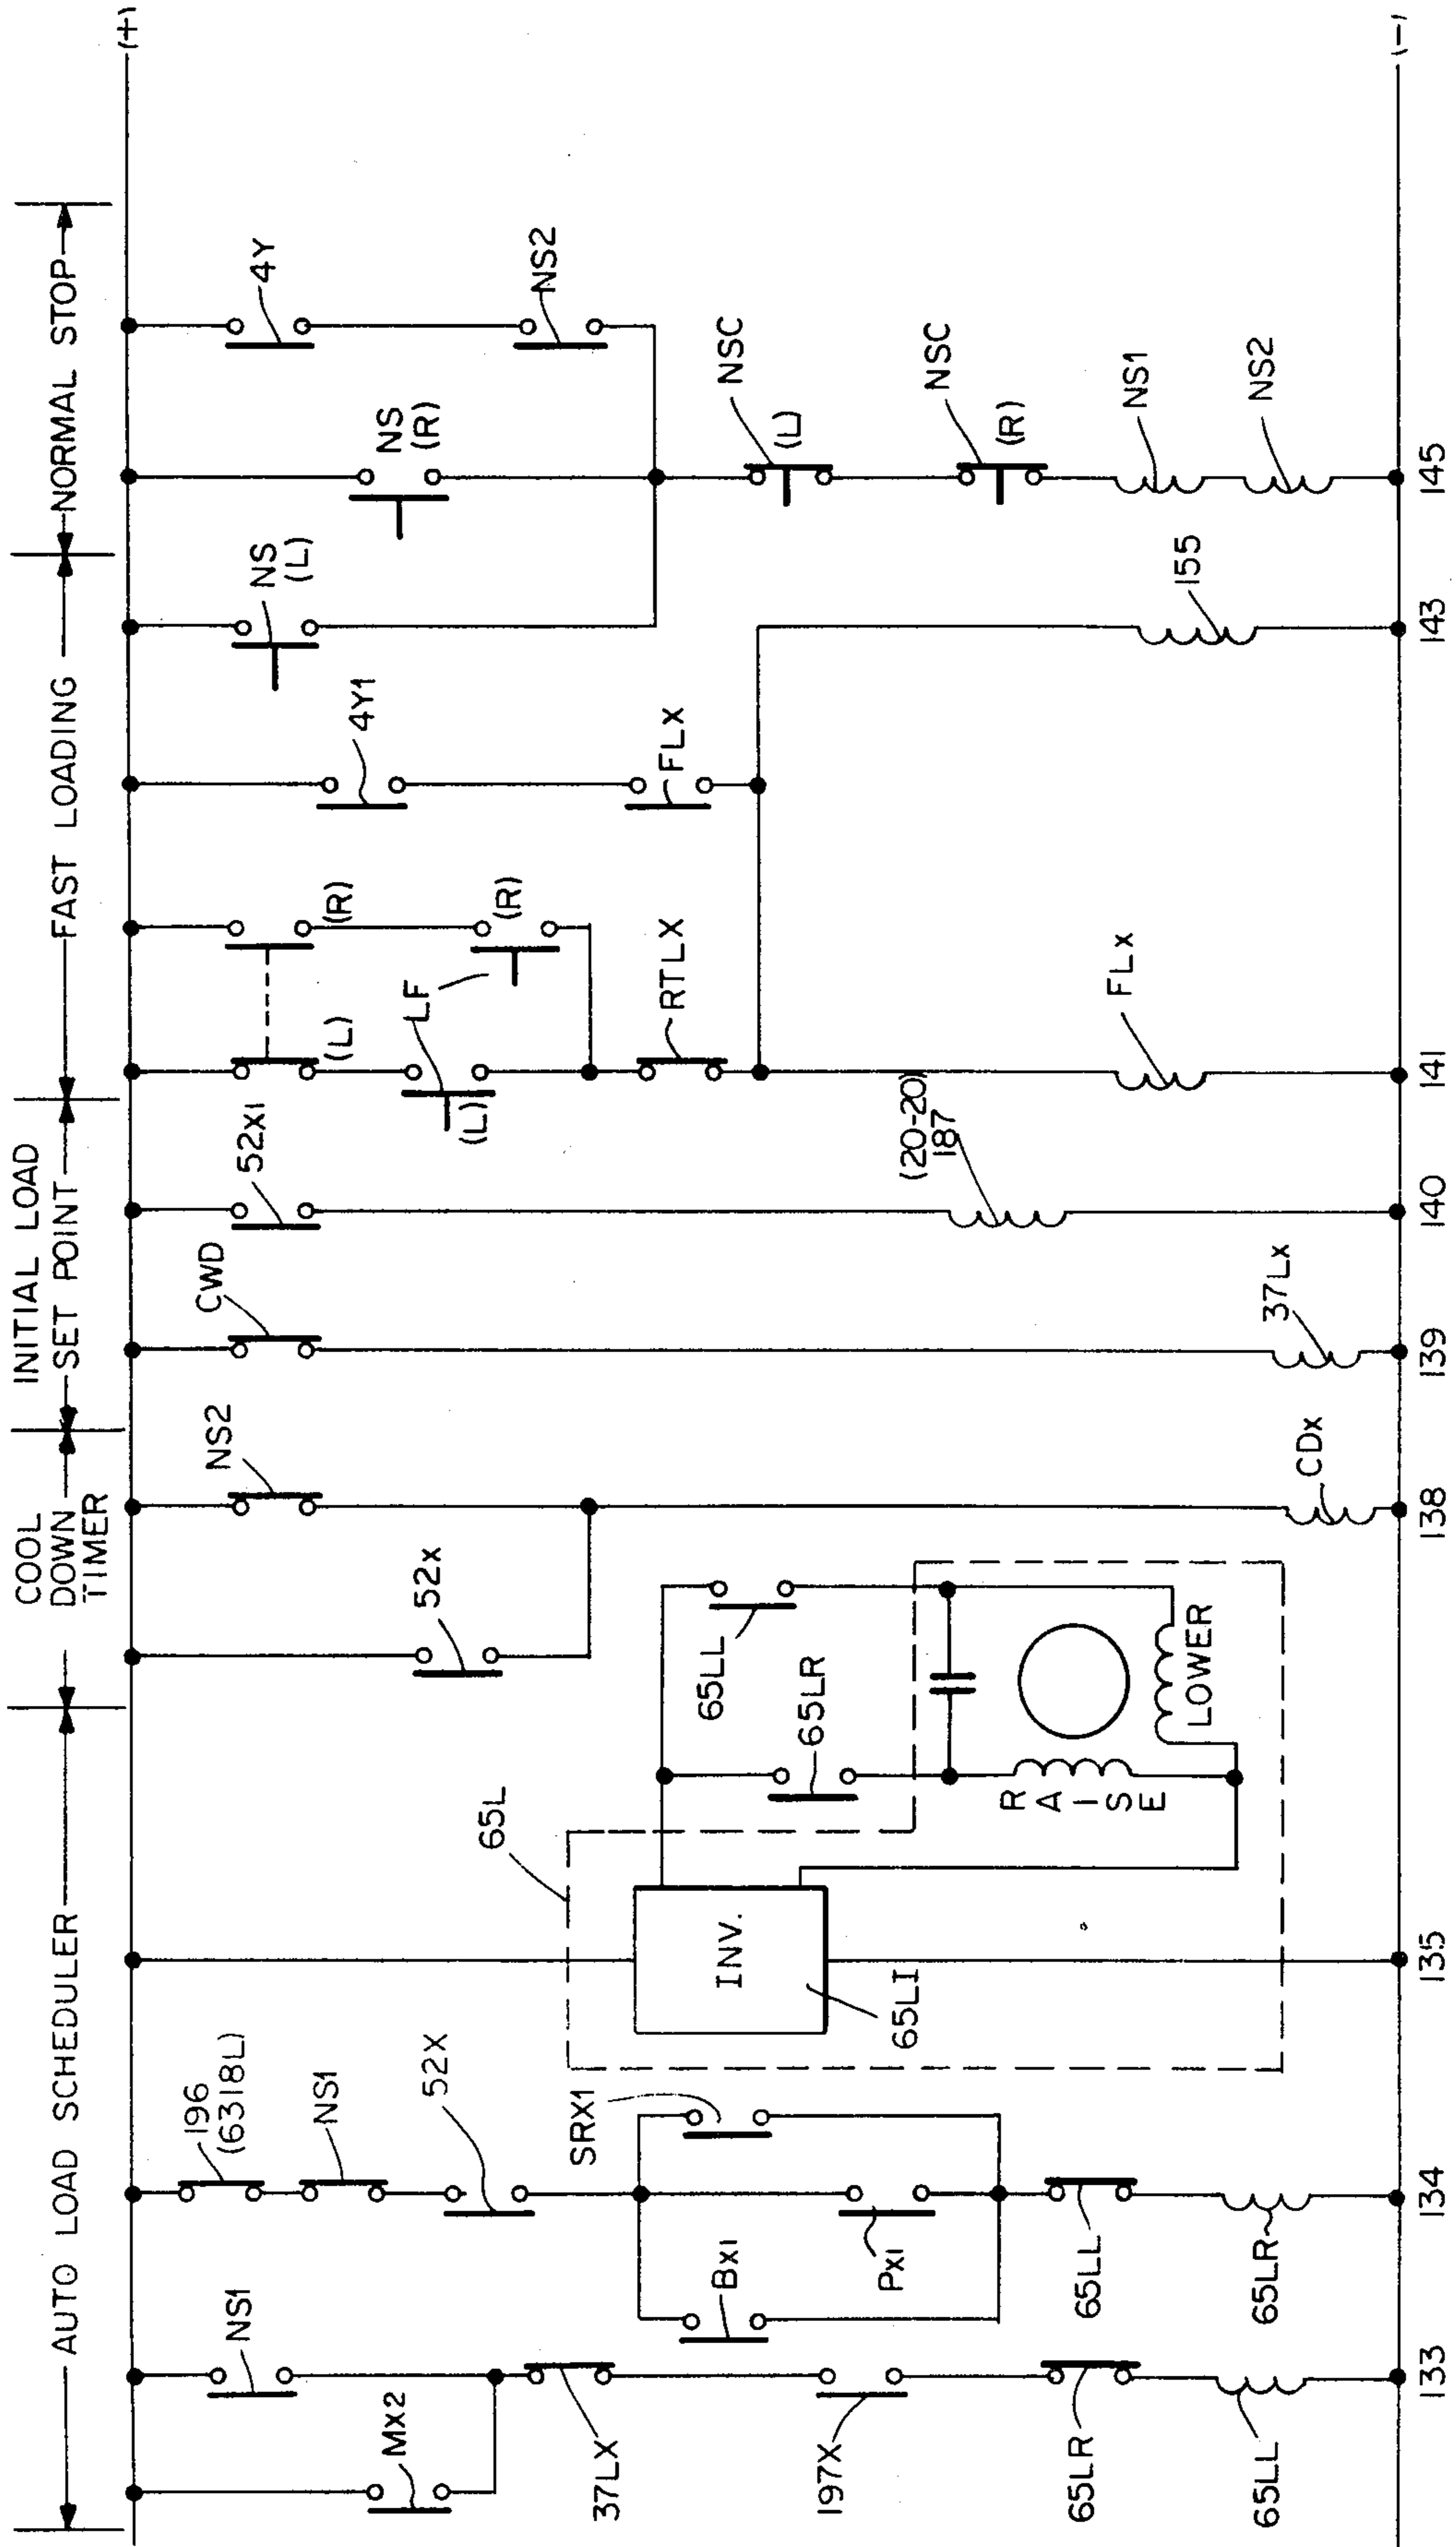 AUTO LOAD SCHEDULER
COOL
DOWN
TIMER
INITIAL LOAD
SET POINT
FAST LOADING
NORMAL STOP
(+)
Mx2
NS1
37LX
197X
65LR
65LL
133
196
(6318L)
NS1
52X
SRX1
Bx1
Px1
65LL
65LR
134
65L
INV.
65LI
65LL
65LR
RAISE
LOWER
135
52x
NS2
CDx
138
CWD
37Lx
139
52x1
(20-20)
187
140
(L)
(R)
LF
(L)
(R)
RTLX
FLx
141
4Y1
FLX
155
143
NS
(L)
NS
(R)
4Y
NS2
NSC
(L)
NSC
(R)
NS1
NS2
145
(-)